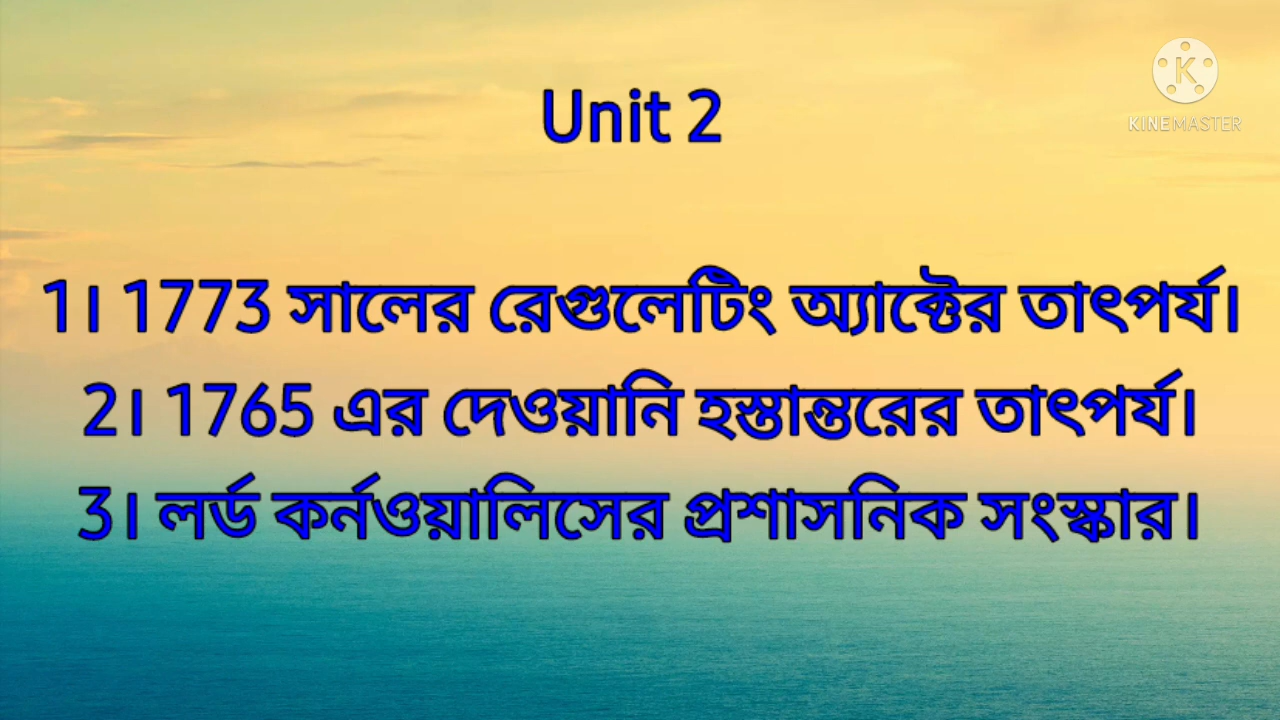 KINEMASTER
Unit 2
1। 1773 সালের রেগুলেটিং অ্যাক্টের তাৎপর্য।
2। 1765 এর দেওয়ানি হস্তান্তরের তাৎপর্য।
3। লর্ড কর্নওয়ালিসের প্রশাসনিক সংস্কার।